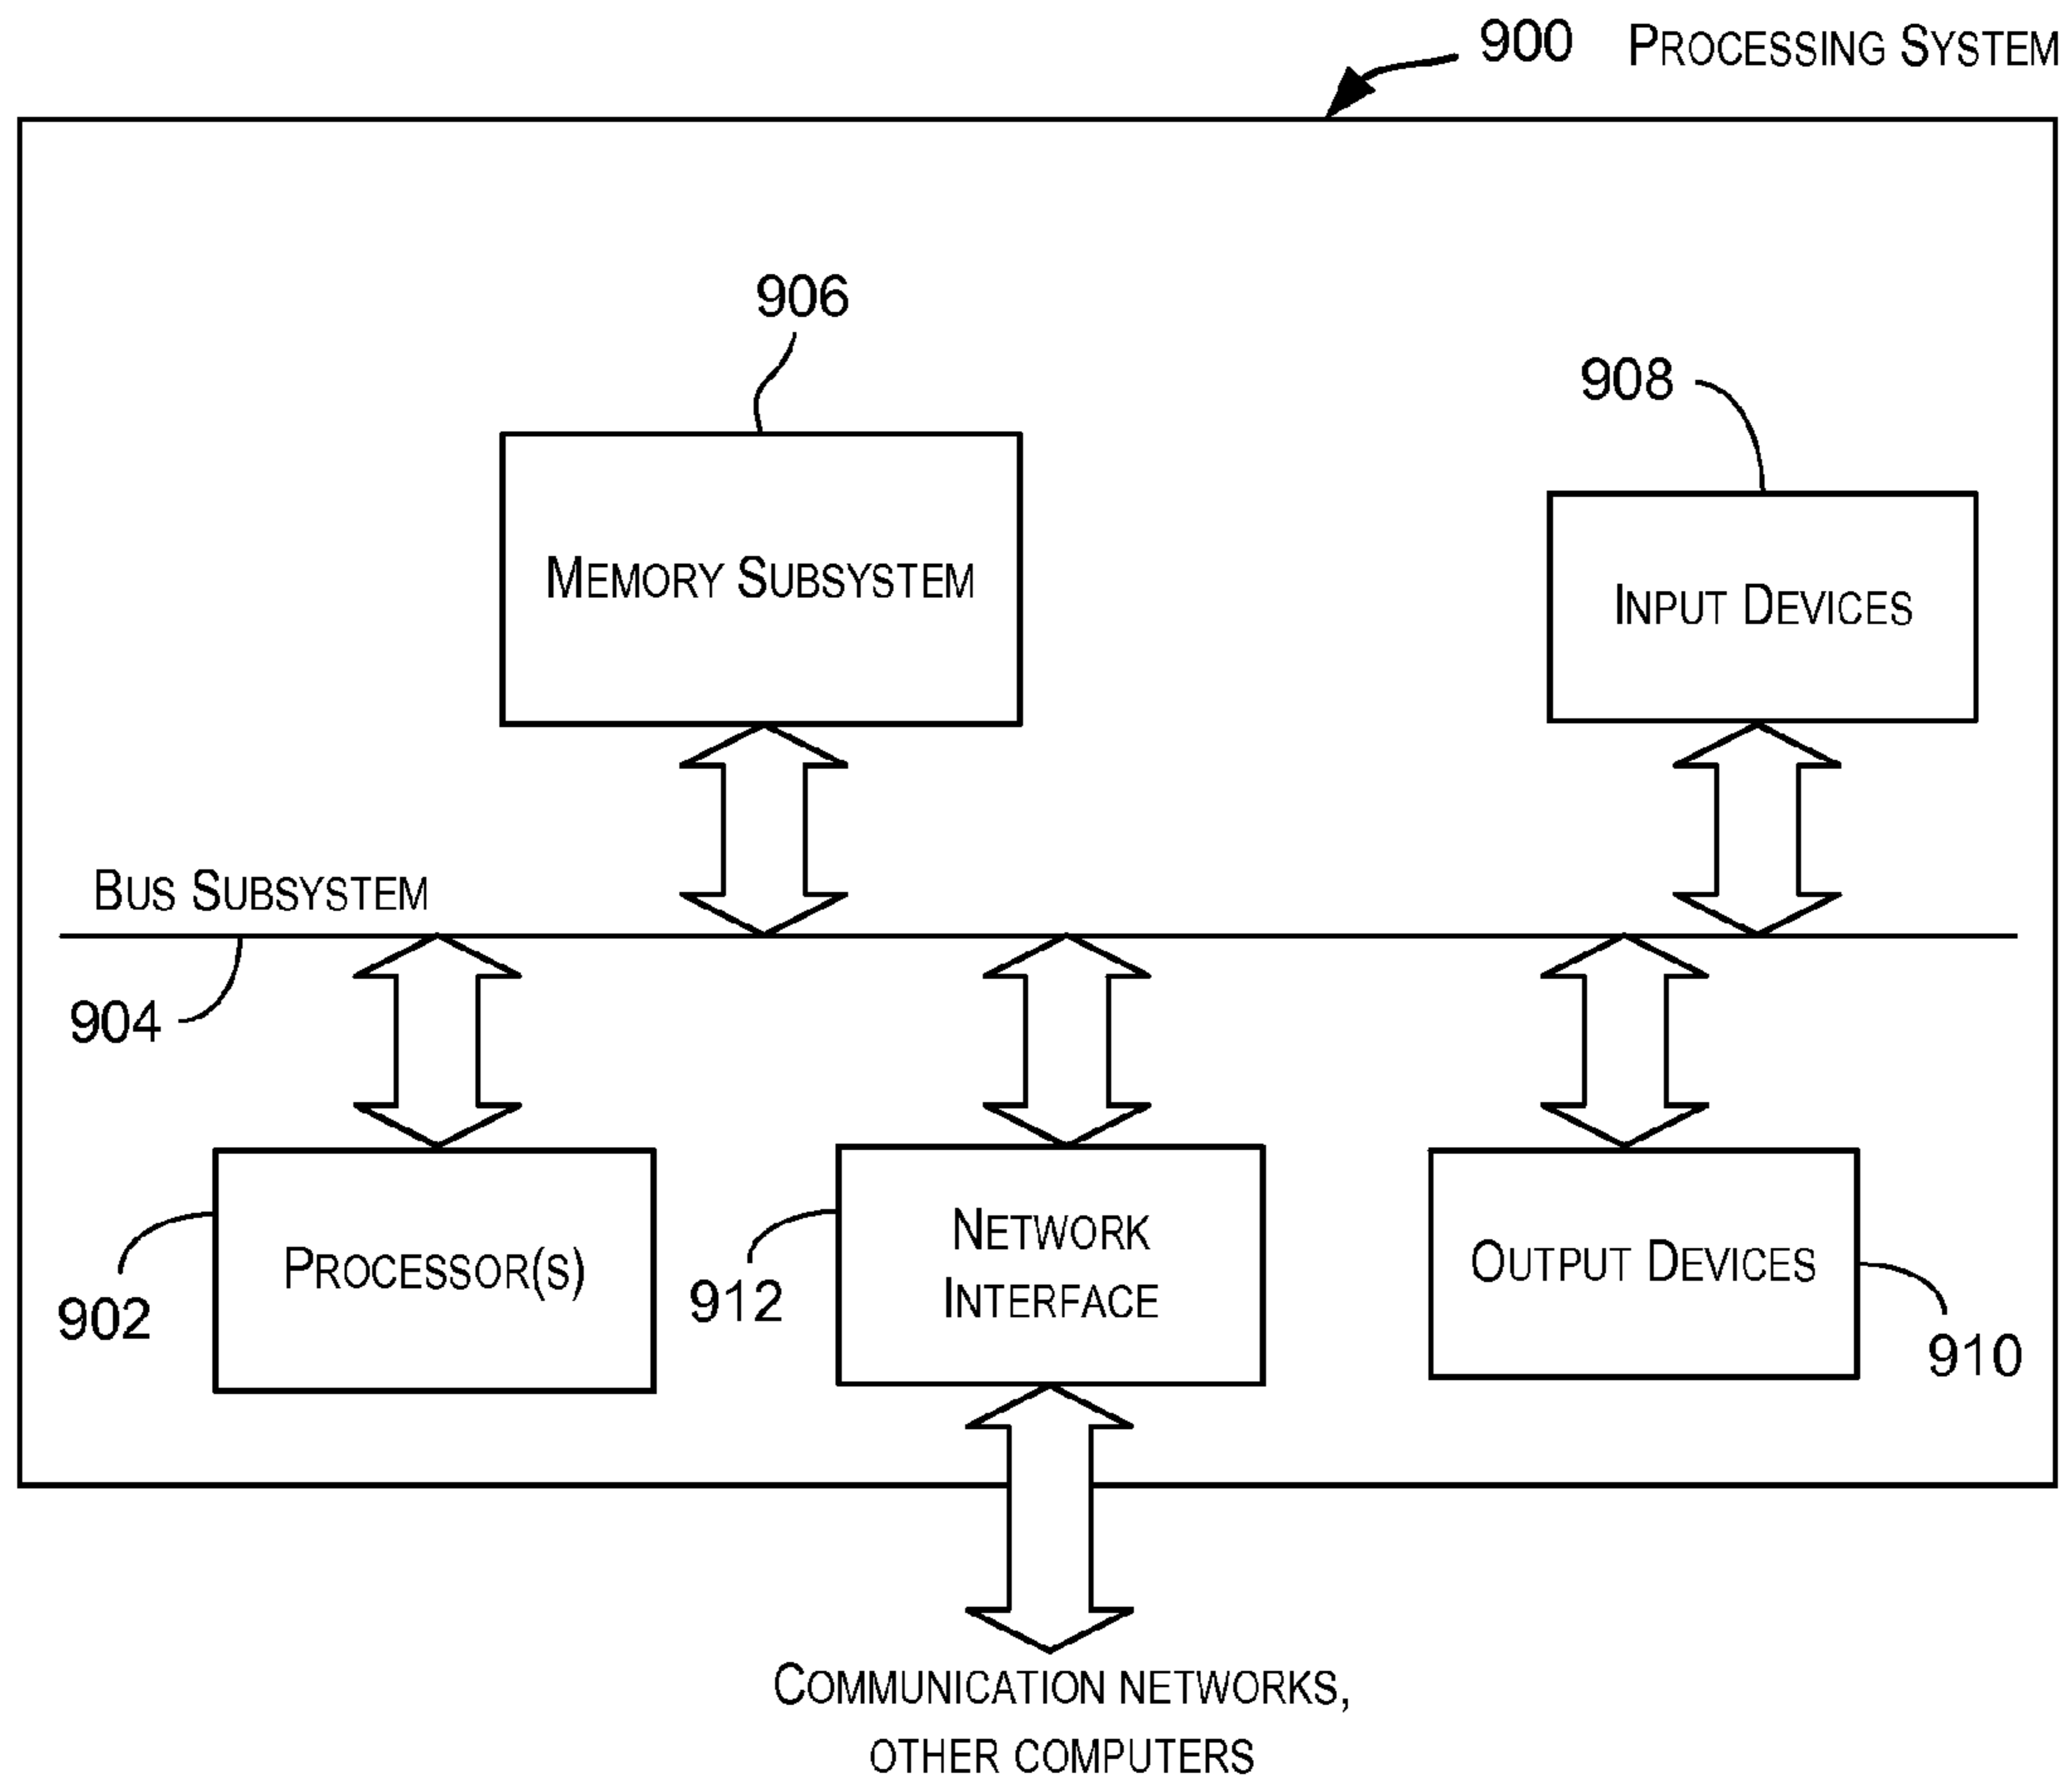 900 PROCESSING SYSTEM
906
908
MEMORY SUBSYSTEM
INPUT DEVICES
BUS SUBSYSTEM
904
PROCESSOR(S)
902
NETWORK
INTERFACE
912
OUTPUT DEVICES
910
COMMUNICATION NETWORKS,
OTHER COMPUTERS